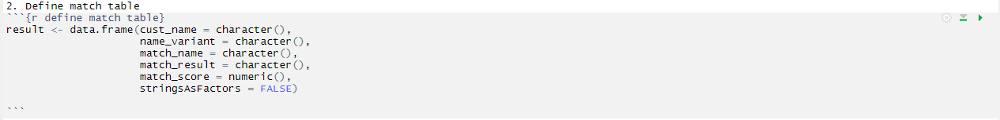 2. Define match table
```{r define match table}
result <- data.frame(cust_name = character(),
name_variant = character(),
match_name = character(),
match_result = character(),
match_score = numeric(),
stringsAsFactors = FALSE)
```